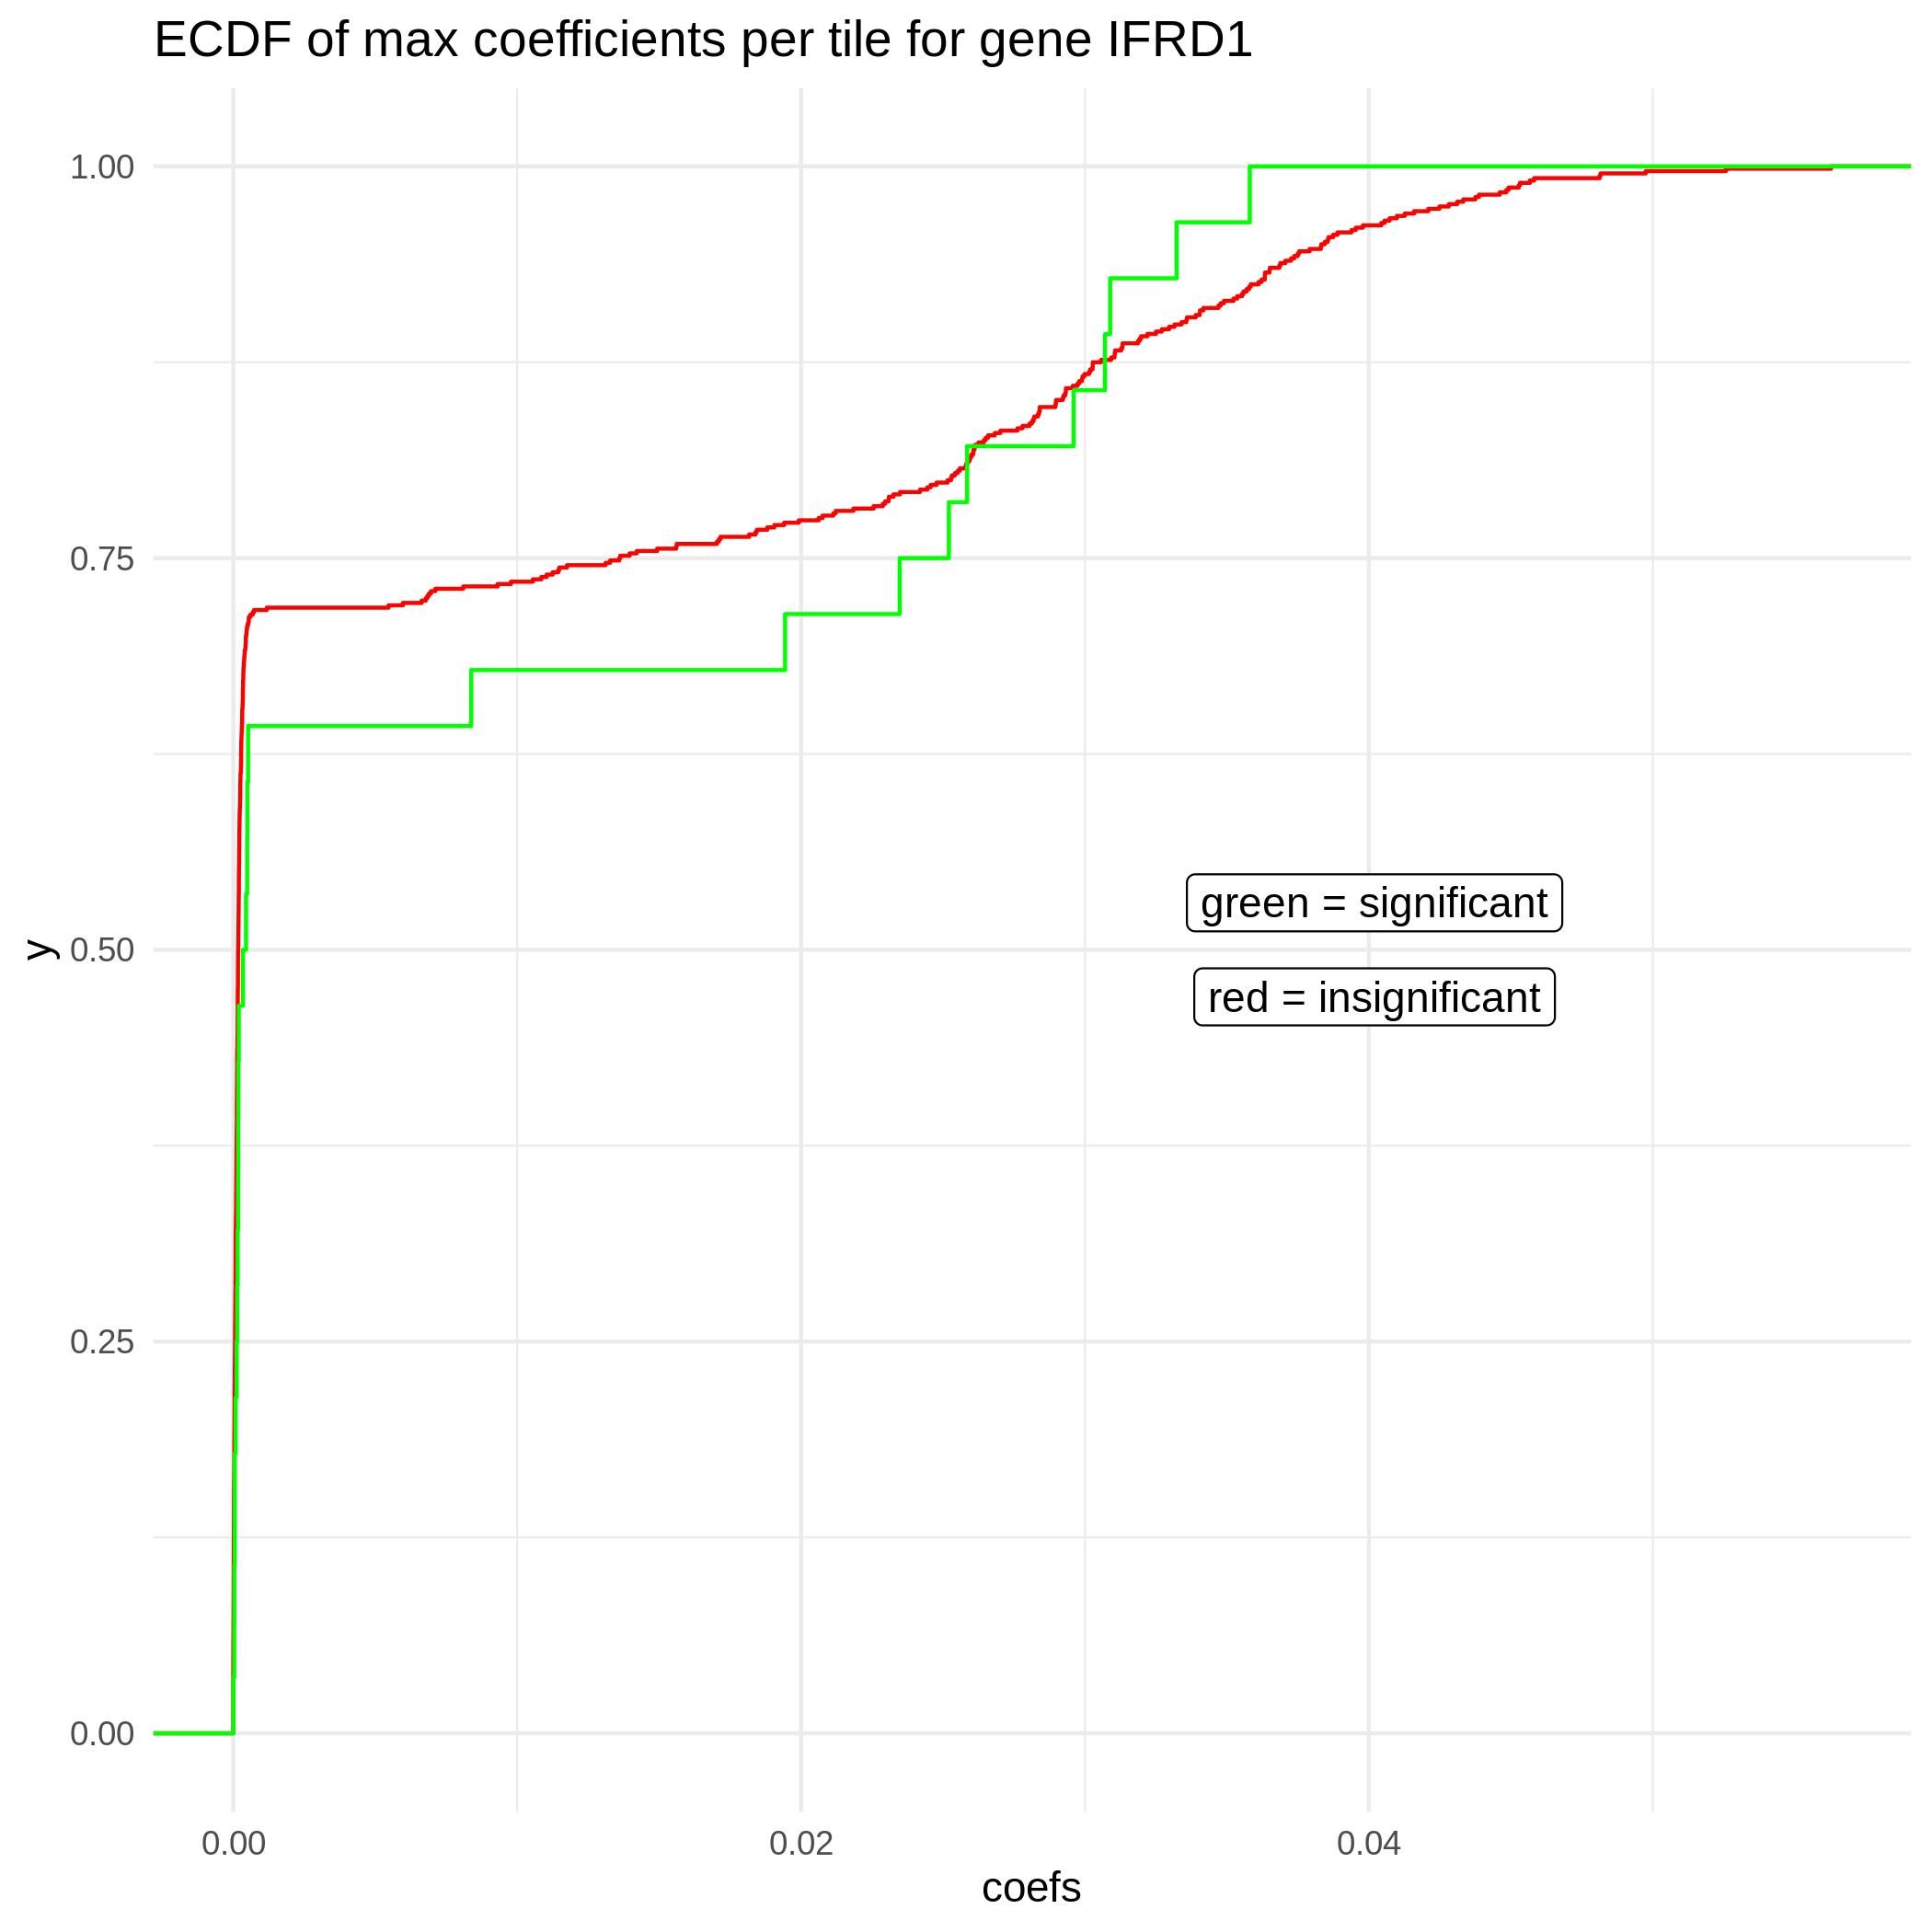 ECDF of max coefficients per tile for gene IFRD1
1.00
0.75
0.50
0.25
0.00
y
green = significant
red = insignificant
0.00 0.02 0.04
coefs